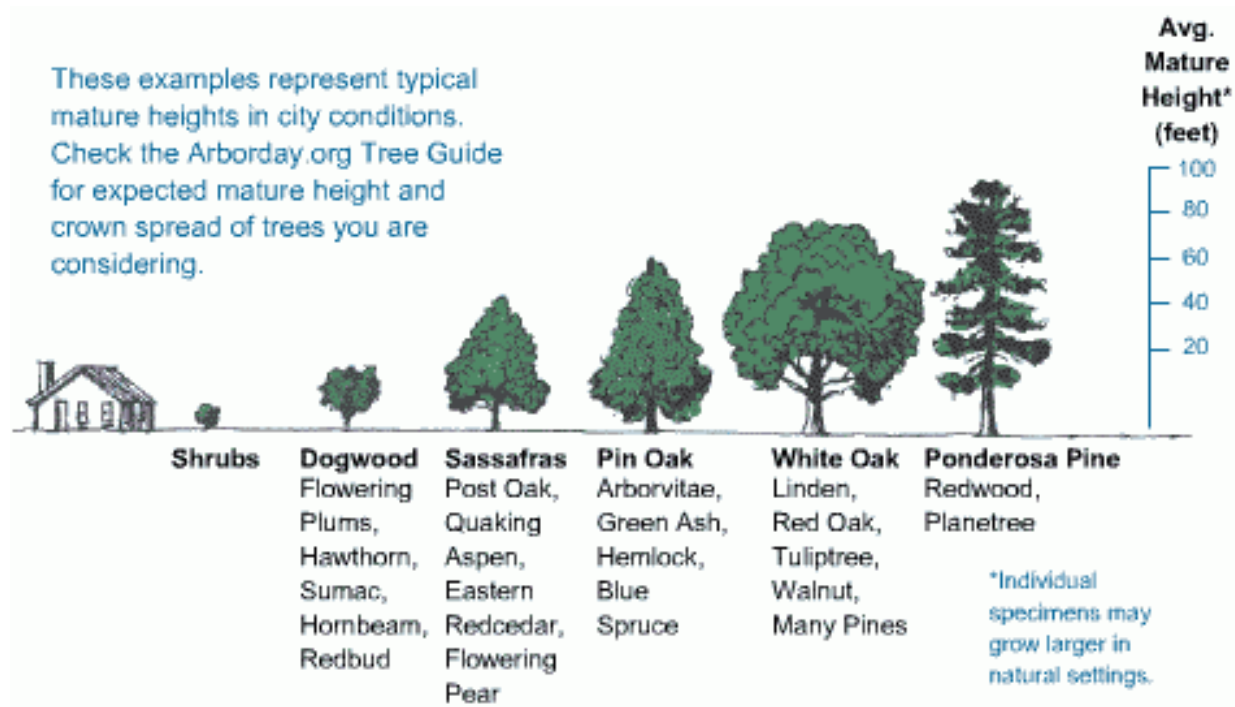 These examples represent typical
mature heights in city conditions.
Check the Arborday.org Tree Guide
for expected mature height and
crown spread of trees you are
considering.
Avg.
Mature
Height*
(feet)
100
80
60
40
20
Shrubs
Dogwood
Flowering
Plums,
Hawthorn,
Sumac,
Hornbeam,
Redbud
Sassafras
Post Oak,
Quaking
Aspen,
Eastern
Redcedar,
Flowering
Pear
Pin Oak
Arborvitae,
Green Ash,
Hemlock,
Blue
Spruce
White Oak
Linden,
Red Oak,
Tuliptree,
Walnut,
Many Pines
Ponderosa Pine
Redwood,
Planetree
*Individual
specimens may
grow larger in
natural settings.